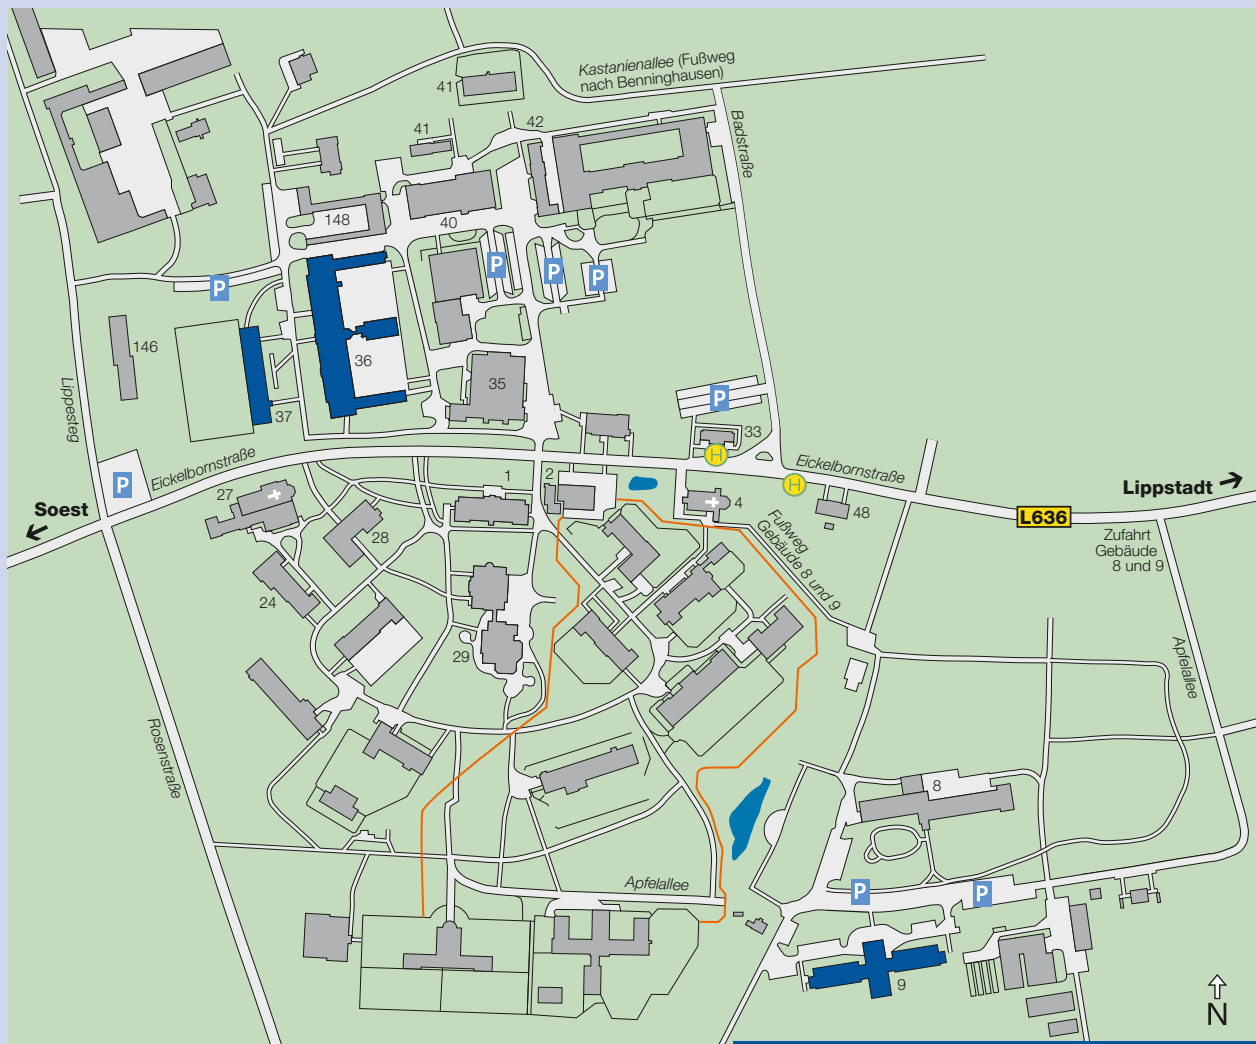 Kastanienallee (Fußweg
nach Benninghausen)
41
41
42
Badstraße
148
40
P
P
P
P
146
36
35
37
Lippesteg
P
33
H
P
Eickelbornstraße
Eickelbornstraße
H
Lippstadt
Soest
27
1
2
4
48
L636
28
Fußweg
Gebäude 8 und 9
Zufahrt
Gebäude
8 und 9
24
29
Apfelallee
Rosenstraße
8
Apfelallee
P
P
9
N